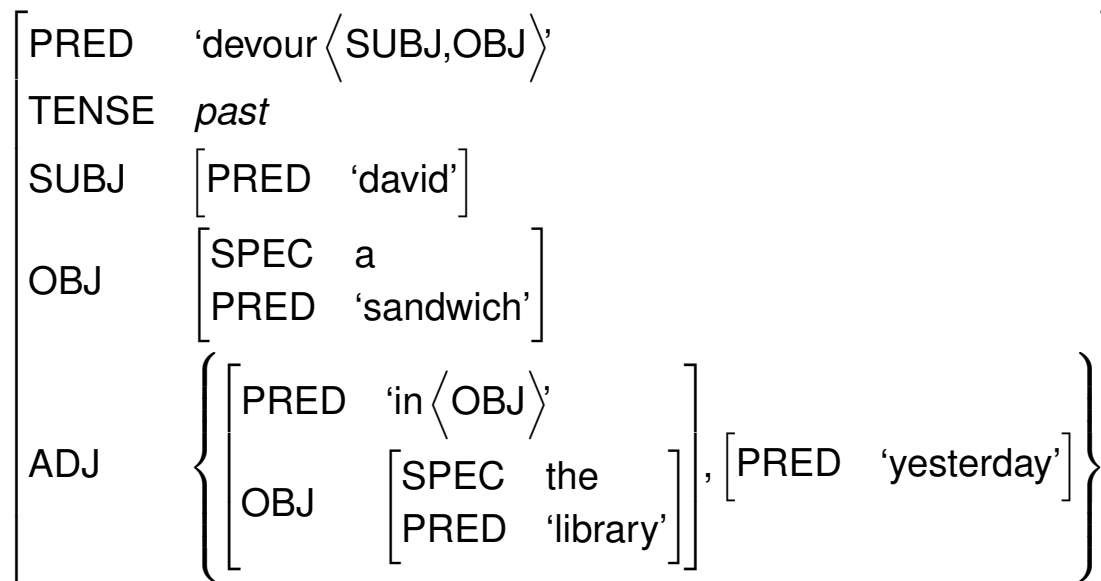 PRED ‘devour⟨SUBJ,OBJ⟩’
TENSE past
SUBJ [PRED ‘david’]
OBJ [SPEC a
PRED ‘sandwich’]
ADJ {[PRED ‘in⟨OBJ⟩’
OBJ [SPEC the
PRED ‘library’]], [PRED ‘yesterday’]}